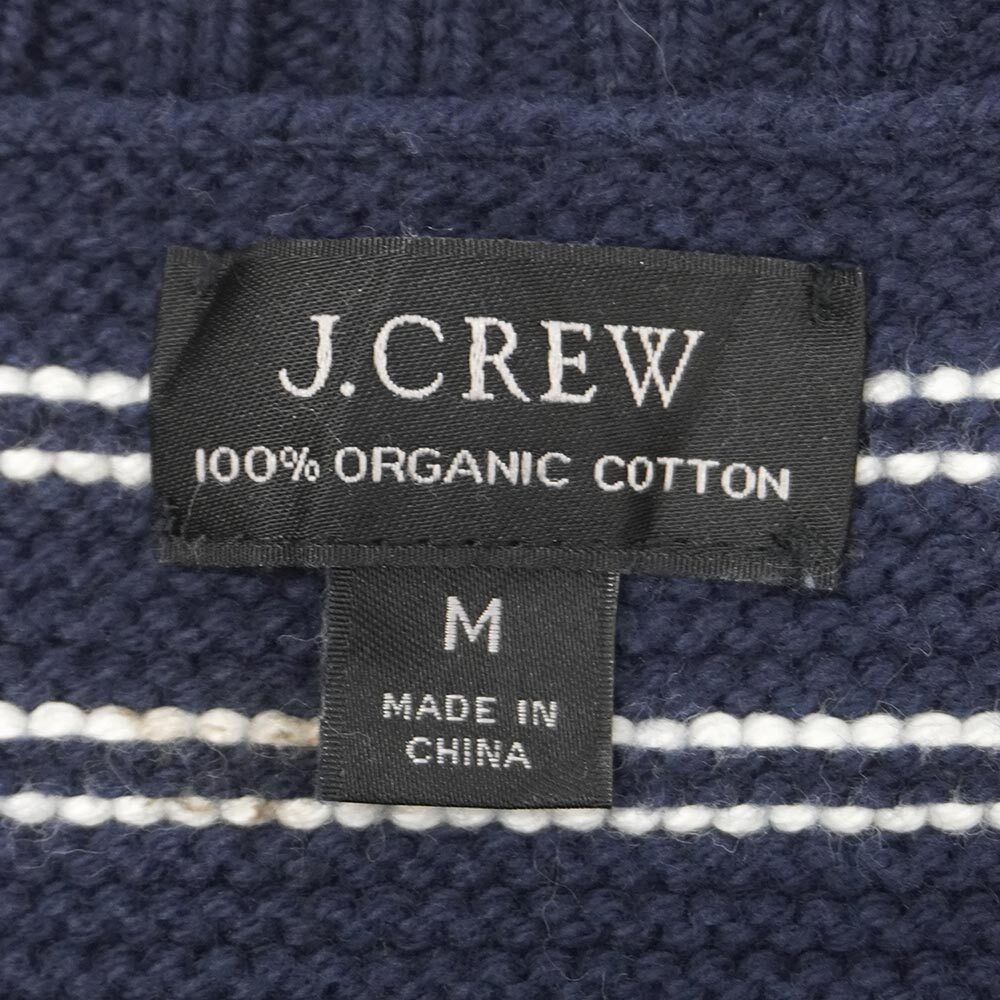 J.CREW
100% ORGANIC COTTON
M
MADE IN
CHINA